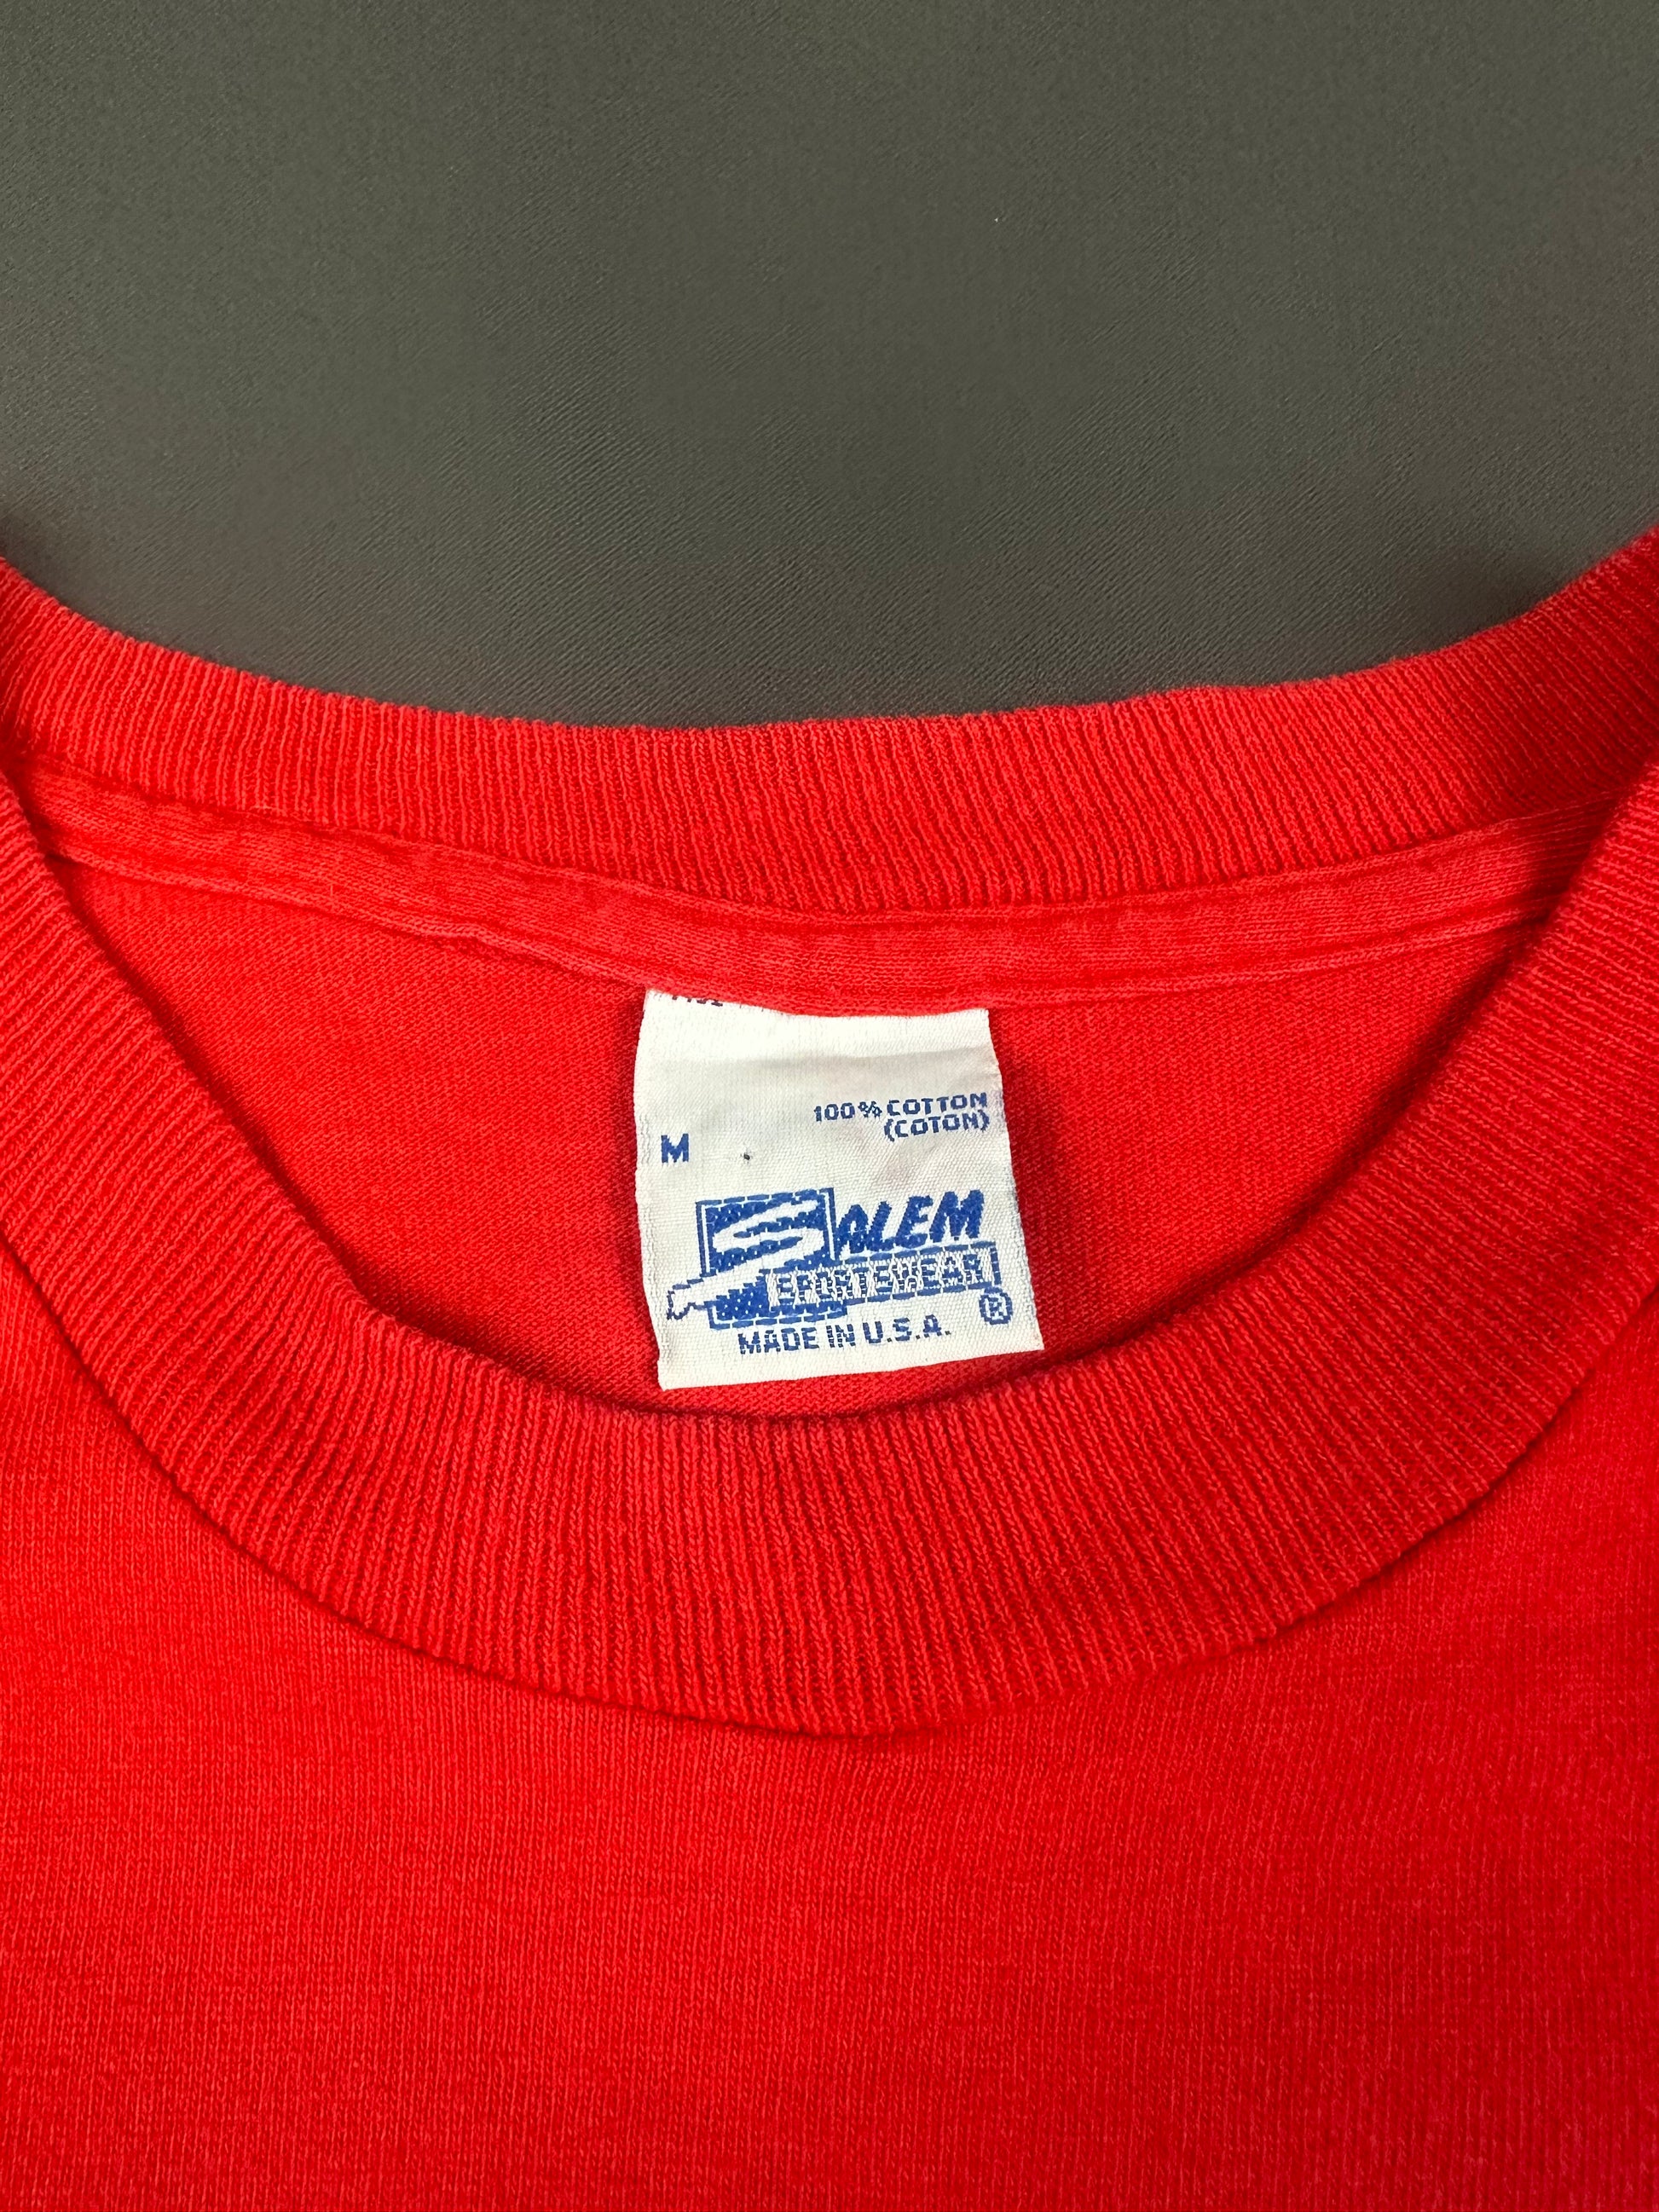 100% COTTON
(COTON)
M
SALEM
SPORTSWEAR
®
MADE IN U.S.A.